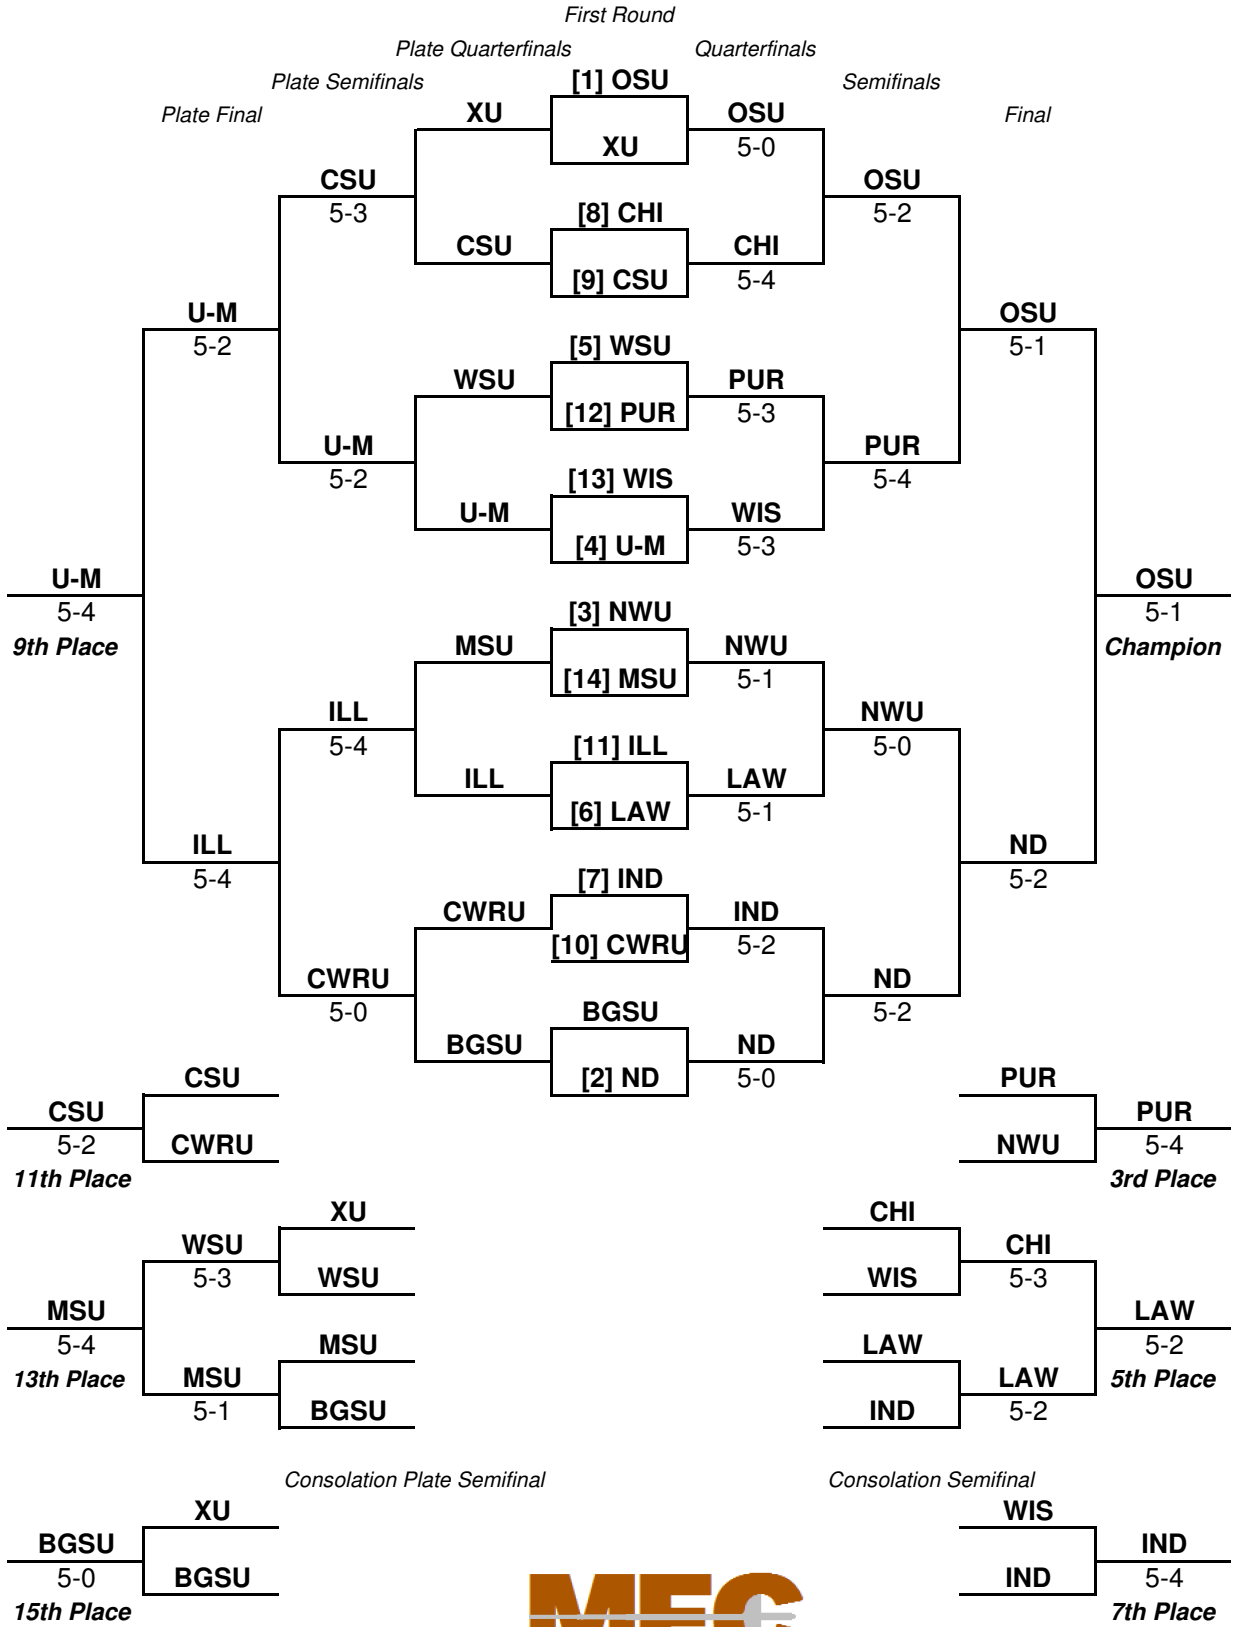 First Round
Plate Quarterfinals Quarterfinals
Plate Semifinals [1] OSU Semifinals
Plate Final XU OSU Final
XU 5-0
CSU OSU
5-3 [8] CHI 5-2
CSU CHI
[9] CSU 5-4
U-M OSU
5-2 [5] WSU 5-1
WSU PUR
[12] PUR 5-3
U-M PUR
5-2 [13] WIS 5-4
U-M WIS
[4] U-M 5-3
U-M OSU
5-4 [3] NWU 5-1
9th Place MSU NWU Champion
[14] MSU 5-1
ILL NWU
5-4 [11] ILL 5-0
ILL LAW
[6] LAW 5-1
ILL ND
5-4 [7] IND 5-2
CWRU IND
[10] CWRU 5-2
CWRU ND
5-0 BGSU 5-2
BGSU ND
CSU [2] ND 5-0 PUR
CSU PUR
5-2 CWRU NWU 5-4
11th Place 3rd Place
XU CHI
WSU CHI
5-3 WSU WIS 5-3
MSU LAW
5-4 MSU LAW 5-2
13th Place MSU LAW 5th Place
5-1 BGSU IND 5-2
Consolation Plate Semifinal Consolation Semifinal
XU WIS
BGSU IND
5-0 BGSU IND 5-4
15th Place 7th Place
MFC